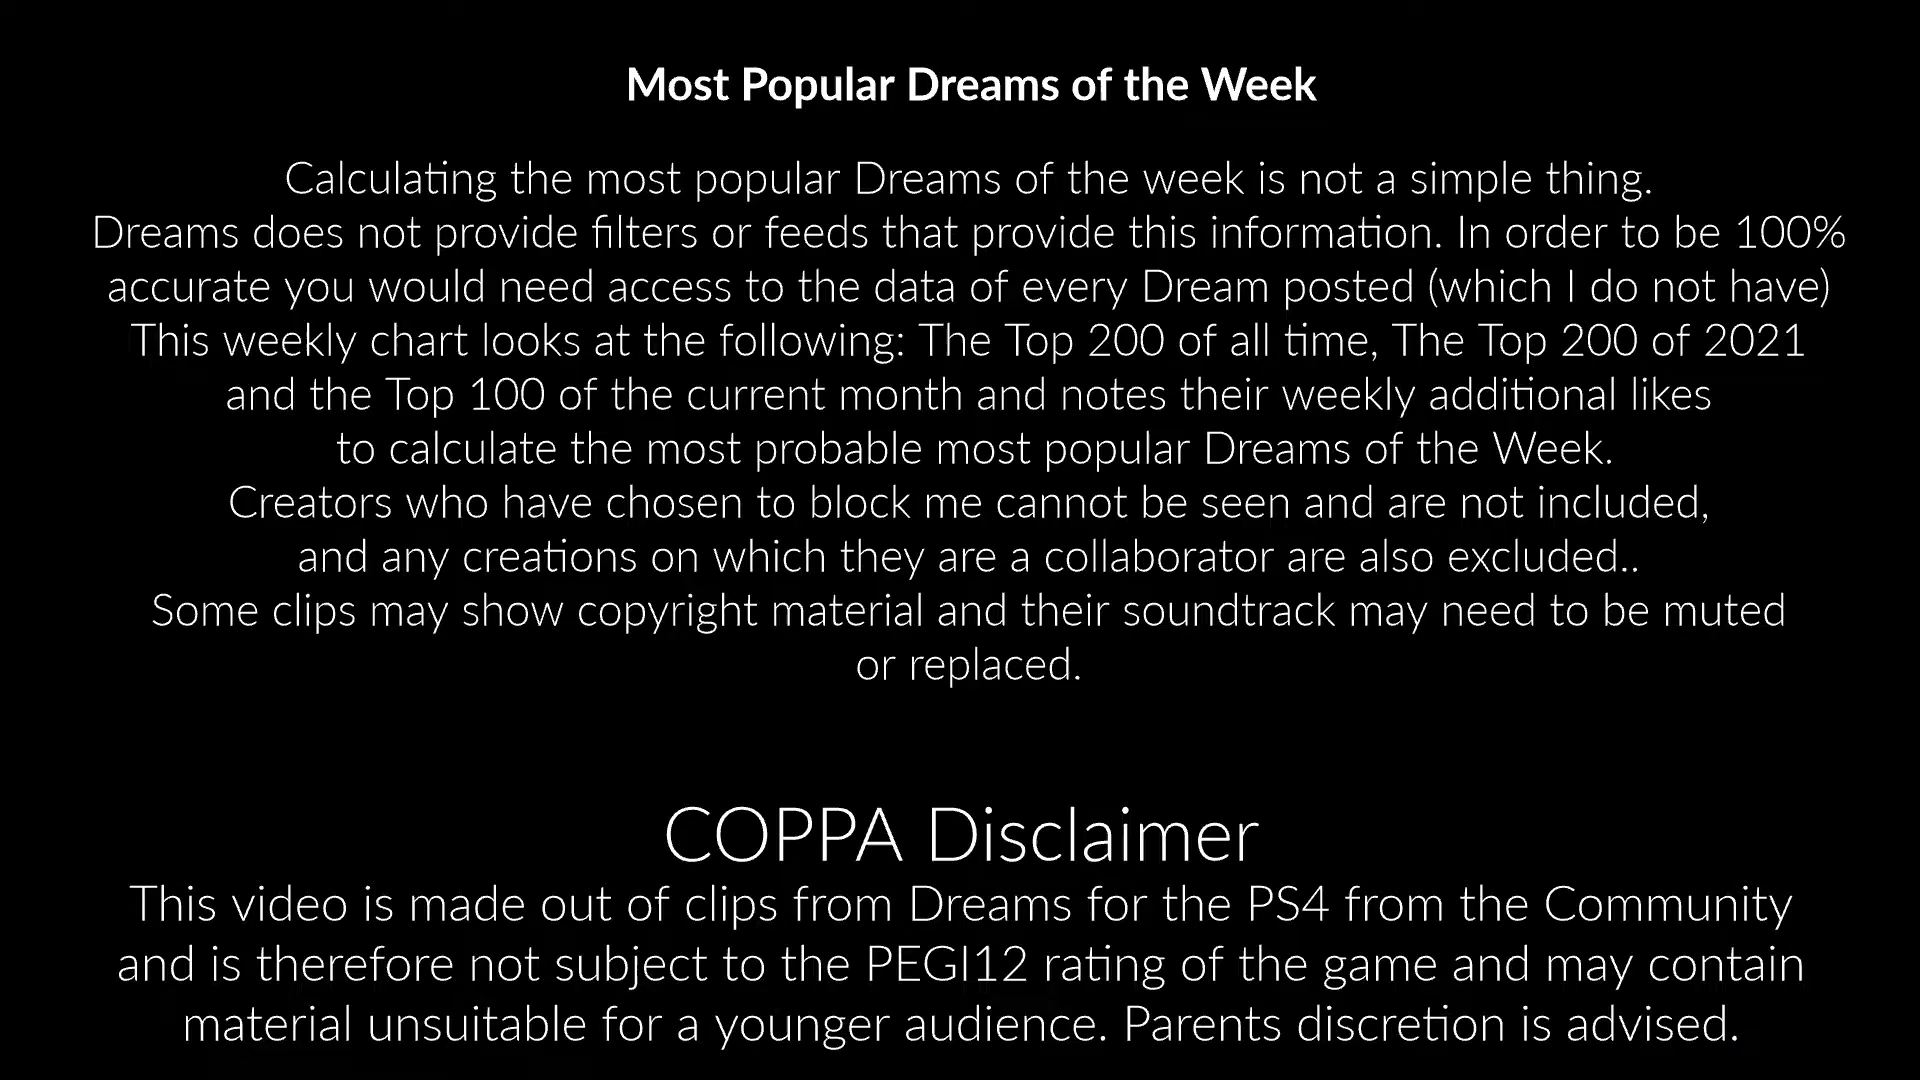 Most Popular Dreams of the Week
Calculating the most popular Dreams of the week is not a simple thing.
Dreams does not provide filters or feeds that provide this information. In order to be 100%
accurate you would need access to the data of every Dream posted (which I do not have)
This weekly chart looks at the following: The Top 200 of all time, The Top 200 of 2021
and the Top 100 of the current month and notes their weekly additional likes
to calculate the most probable most popular Dreams of the Week.
Creators who have chosen to block me cannot be seen and are not included,
and any creations on which they are a collaborator are also excluded..
Some clips may show copyright material and their soundtrack may need to be muted
or replaced.
COPPA Disclaimer
This video is made out of clips from Dreams for the PS4 from the Community
and is therefore not subject to the PEGI12 rating of the game and may contain
material unsuitable for a younger audience. Parents discretion is advised.